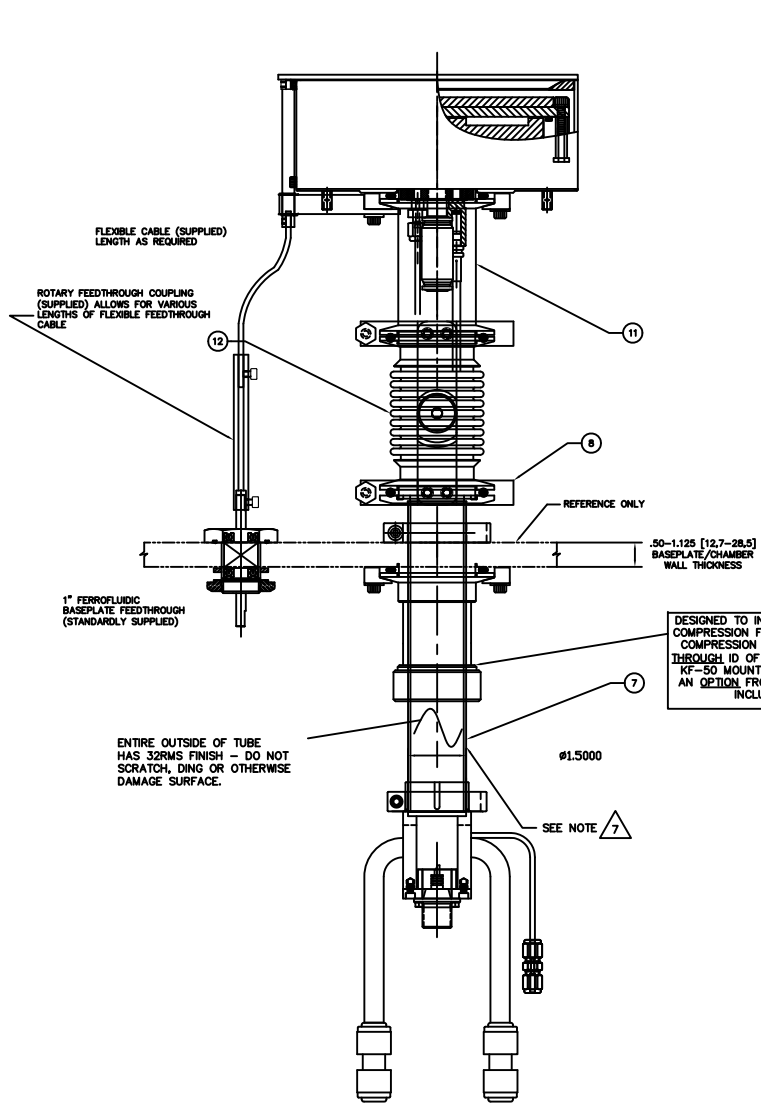 FLEXIBLE CABLE (SUPPLIED)
LENGTH AS REQUIRED
ROTARY FEEDTHROUGH COUPLING
(SUPPLIED) ALLOWS FOR VARIOUS
LENGTHS OF FLEXIBLE FEEDTHROUGH
CABLE
11
12
8
REFERENCE ONLY
.50-1.125 [12,7-28,5]
BASEPLATE/CHAMBER
WALL THICKNESS
1" FERROFLUIDIC
BASEPLATE FEEDTHROUGH
(STANDARDLY SUPPLIED)
DESIGNED TO IN
COMPRESSION F
COMPRESSION
THROUGH ID OF
KF-50 MOUNT
AN OPTION FRO
INCLU
7
ENTIRE OUTSIDE OF TUBE
HAS 32RMS FINISH – DO NOT
SCRATCH, DING OR OTHERWISE
DAMAGE SURFACE.
ø1.5000
SEE NOTE 7